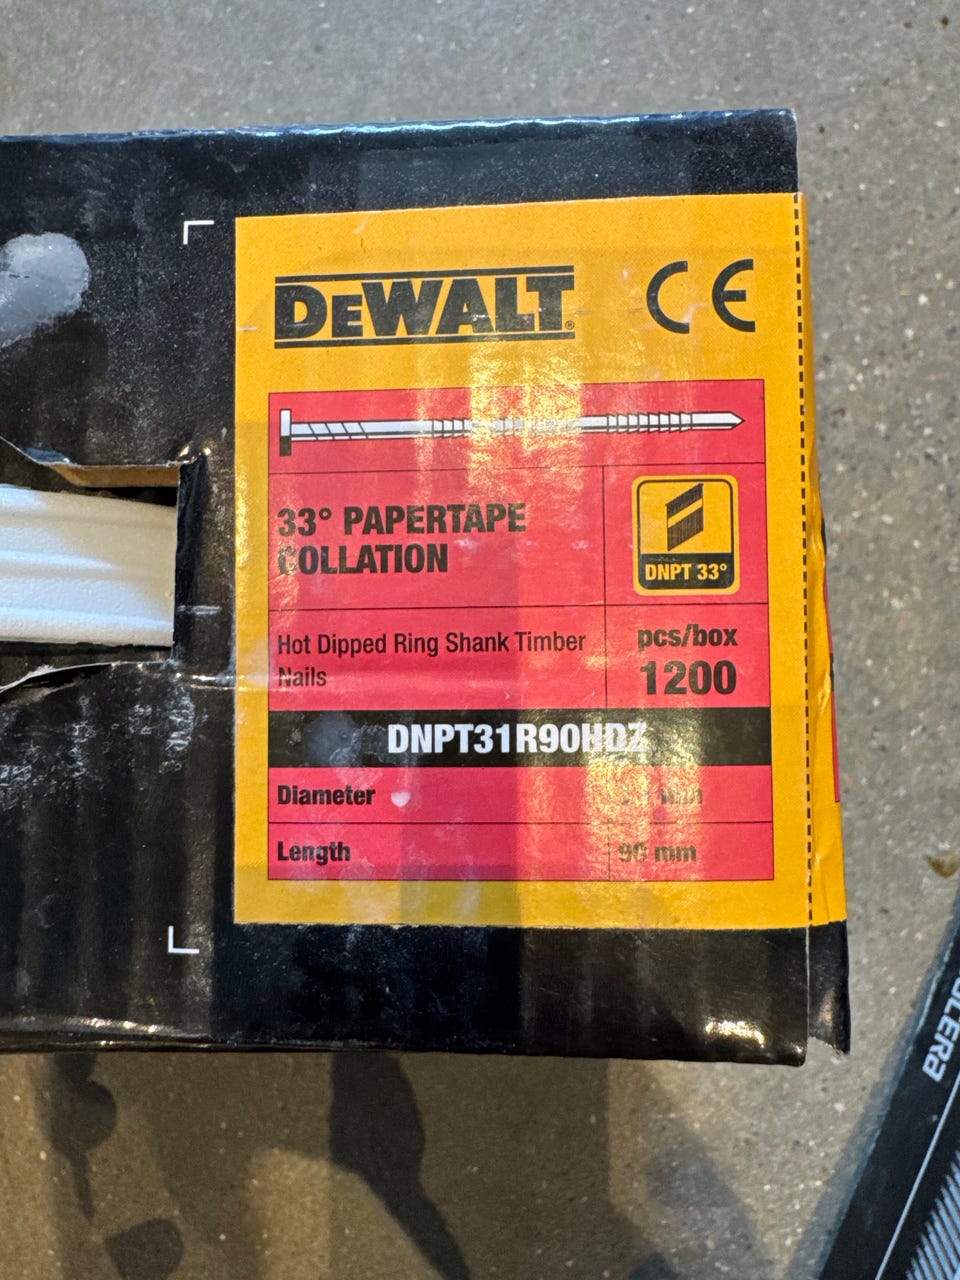 DEWALT®
CE
33° PAPERTAPE
COLLATION
DNPT 33°
Hot Dipped Ring Shank Timber
Nails
pcs/box
1200
DNPT31R90HDZ
Diameter mm
Length 90 mm